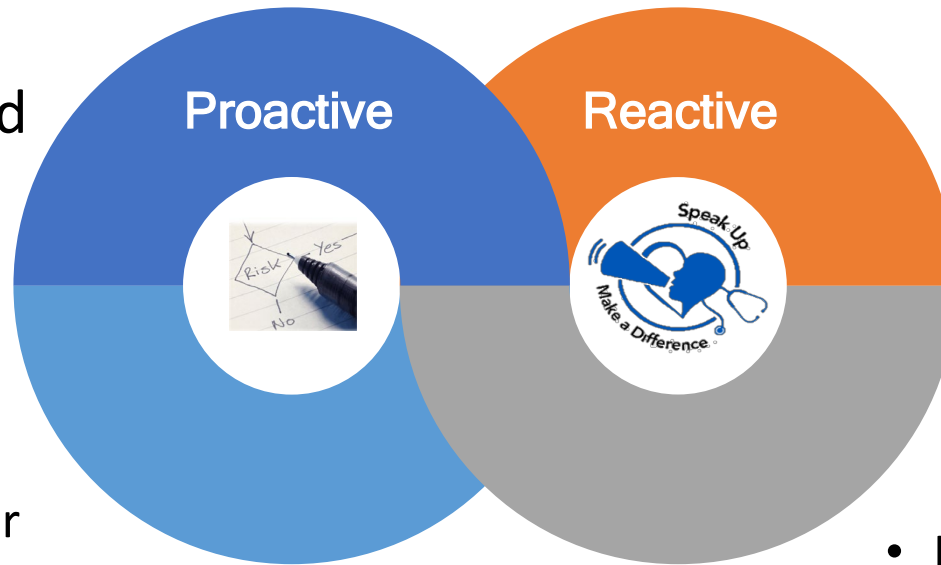 d
Proactive
Reactive
Risk
Yes
No
Speak Up
Make a Difference
r
•